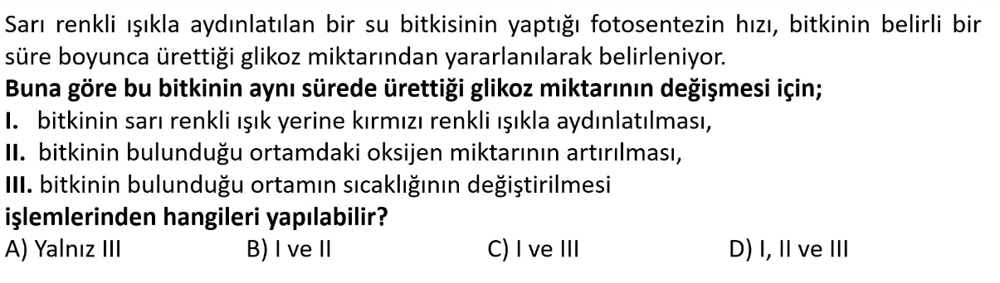 Sarı renkli ışıkla aydınlatılan bir su bitkisinin yaptığı fotosentezin hızı, bitkinin belirli bir
süre boyunca ürettiği glikoz miktarından yararlanılarak belirleniyor.
Buna göre bu bitkinin aynı sürede ürettiği glikoz miktarının değişmesi için;
I. bitkinin sarı renkli ışık yerine kırmızı renkli ışıkla aydınlatılması,
II. bitkinin bulunduğu ortamdaki oksijen miktarının artırılması,
III. bitkinin bulunduğu ortamın sıcaklığının değiştirilmesi
işlemlerinden hangileri yapılabilir?
A) Yalnız III B) I ve II C) I ve III D) I, II ve III